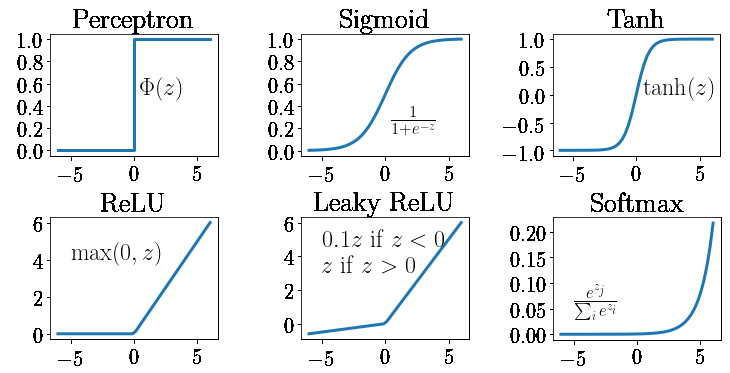 Perceptron
1.0
0.8
0.6
0.4
0.2
0.0
Φ(z)
−5 0 5
Sigmoid
1.0
0.8
0.6
0.4
0.2
0.0
1/(1+e^{−z})
−5 0 5
Tanh
1.0
0.5
0.0
−0.5
−1.0
tanh(z)
−5 0 5
ReLU
6
4
2
0
max(0, z)
−5 0 5
Leaky ReLU
6
4
2
0
0.1z if z < 0
z if z > 0
−5 0 5
Softmax
0.20
0.15
0.10
0.05
0.00
e^{z_j}/∑_i e^{z_i}
−5 0 5